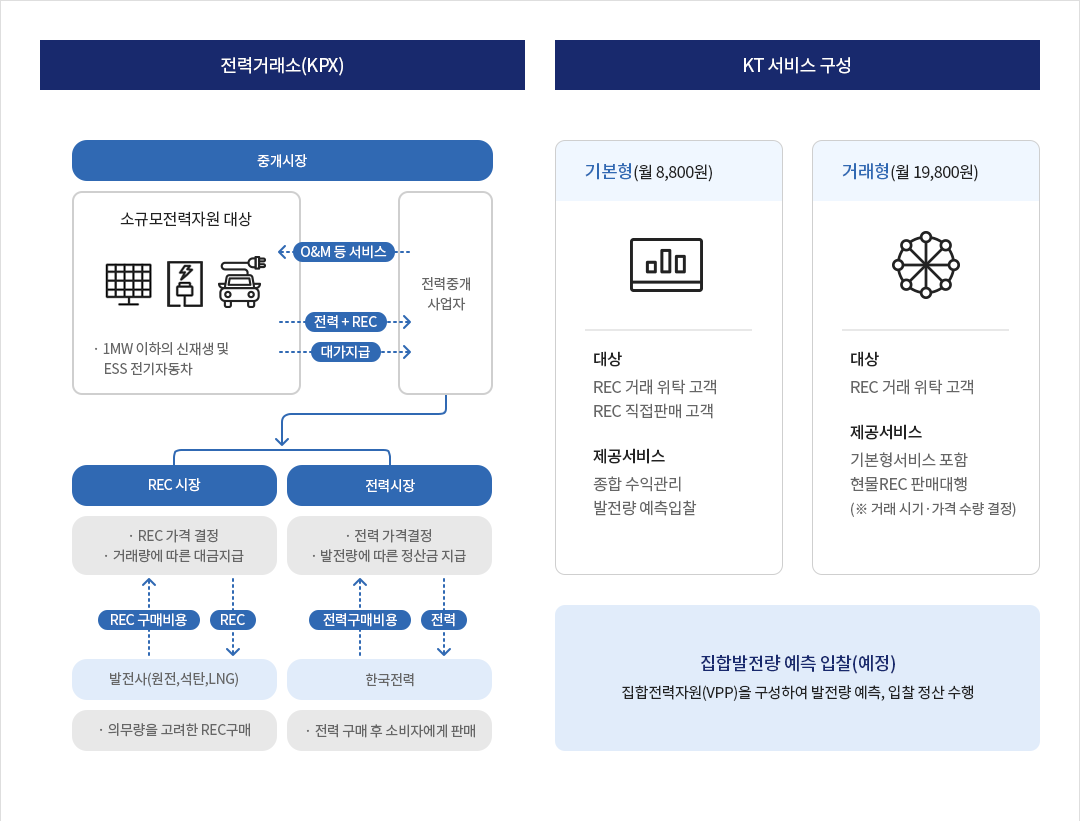 전력거래소(KPX)
중개시장
소규모전력자원 대상
O&M 등 서비스
전력중개
사업자
전력 + REC
대가지급
· 1MW 이하의 신재생 및
ESS 전기자동차
REC 시장
전력시장
· REC 가격 결정
· 거래량에 따른 대금지급
· 전력 가격결정
· 발전량에 따른 정산금 지급
REC 구매비용
REC
전력구매비용
전력
발전사(원전,석탄,LNG)
한국전력
· 의무량을 고려한 REC구매
· 전력 구매 후 소비자에게 판매
KT 서비스 구성
기본형(월 8,800원)
대상
REC 거래 위탁 고객
REC 직접판매 고객
제공서비스
종합 수익관리
발전량 예측입찰
거래형(월 19,800원)
대상
REC 거래 위탁 고객
제공서비스
기본형서비스 포함
현물REC 판매대행
(※ 거래 시기·가격 수량 결정)
집합발전량 예측 입찰(예정)
집합전력자원(VPP)을 구성하여 발전량 예측, 입찰 정산 수행